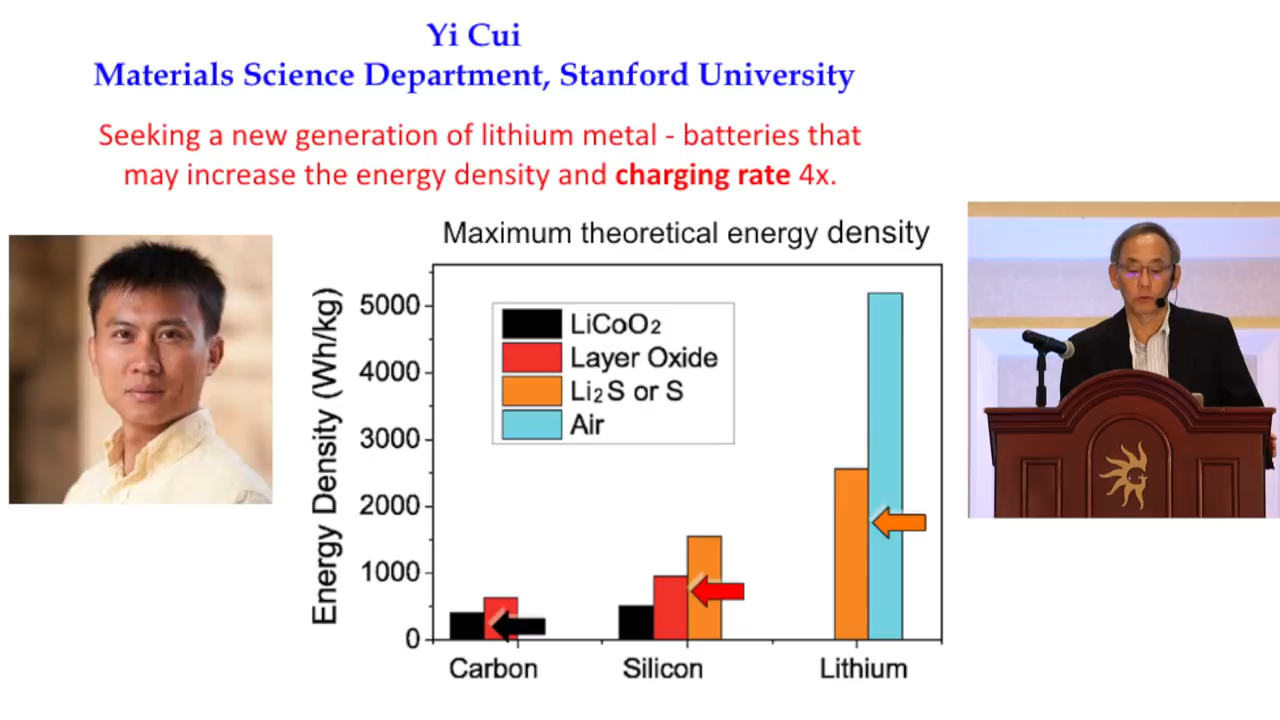 Yi Cui
Materials Science Department, Stanford University
Seeking a new generation of lithium metal - batteries that
may increase the energy density and charging rate 4x.
Maximum theoretical energy density
Energy Density (Wh/kg)
5000
4000
3000
2000
1000
0
LiCoO₂
Layer Oxide
Li₂S or S
Air
Carbon
Silicon
Lithium